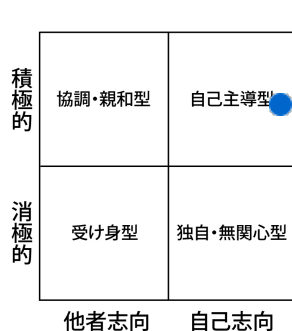 積極的
協調・親和型
自己主導型
消極的
受け身型
独自・無関心型
他者志向
自己志向